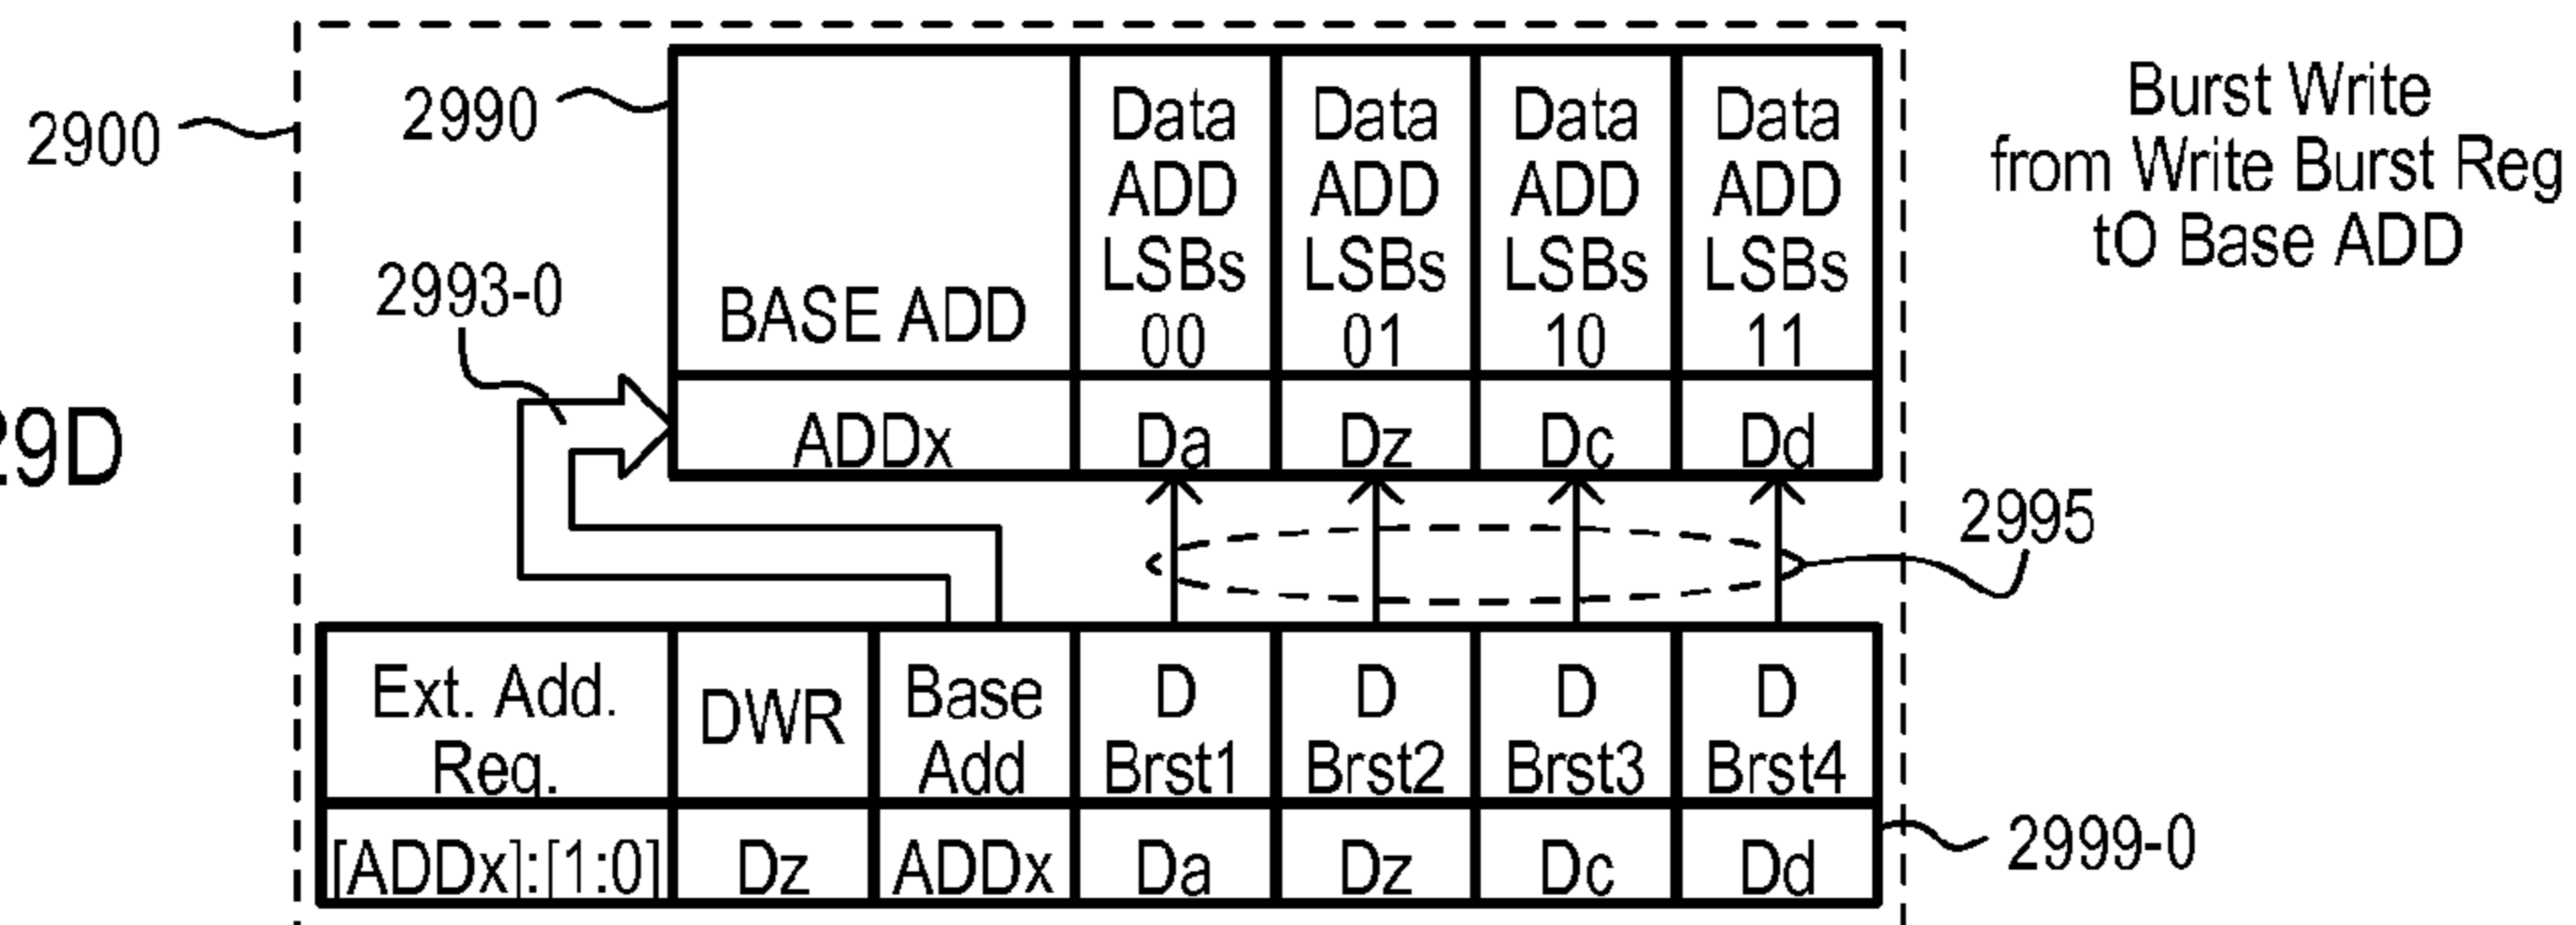 2900
2990
2993-0
29D
BASE ADD
Data
ADD
LSBs
00
Data
ADD
LSBs
01
Data
ADD
LSBs
10
Data
ADD
LSBs
11
ADDx
Da
Dz
Dc
Dd
Burst Write
from Write Burst Reg
tO Base ADD
2995
Ext. Add.
Req.
DWR
Base
Add
D
Brst1
D
Brst2
D
Brst3
D
Brst4
[ADDx]:[1:0]
Dz
ADDx
Da
Dz
Dc
Dd
2999-0